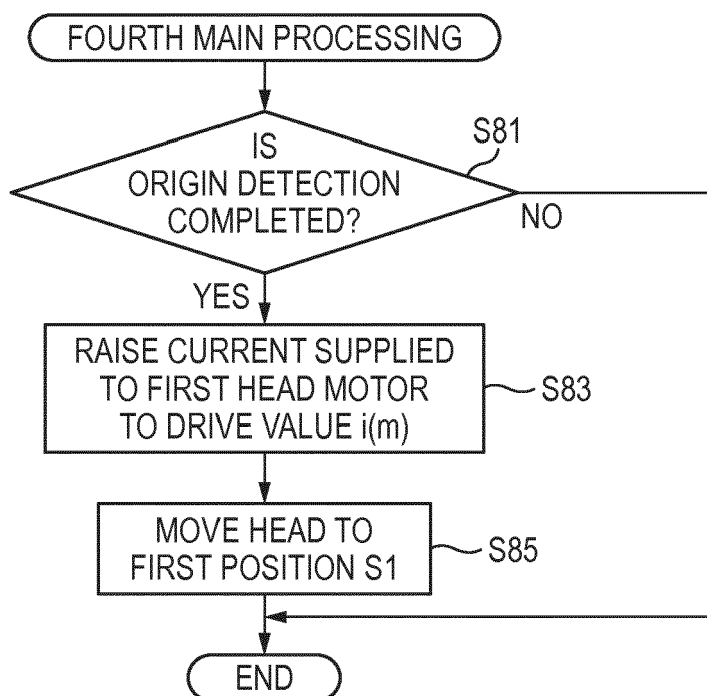 FOURTH MAIN PROCESSING
S81
IS
ORIGIN DETECTION
COMPLETED?
NO
YES
RAISE CURRENT SUPPLIED
TO FIRST HEAD MOTOR
TO DRIVE VALUE i(m)
S83
MOVE HEAD TO
FIRST POSITION S1
S85
END